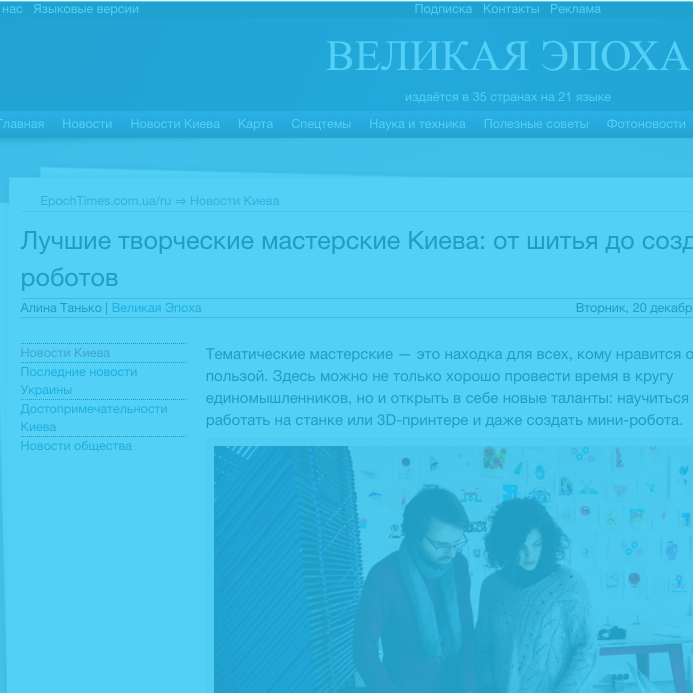 нас Языковые версии Подписка Контакты Реклама
ВЕЛИКАЯ ЭПОХА
издаётся в 35 странах на 21 языке
Главная Новости Новости Киева Карта Спецтемы Наука и техника Полезные советы Фотоновости
EpochTimes.com.ua/ru ⇨ Новости Киева
Лучшие творческие мастерские Киева: от шитья до созд
роботов
Алина Танько | Великая Эпоха Вторник, 20 декабр
Новости Киева
Последние новости
Украины
Достопримечательности
Киева
Новости общества
Тематические мастерские — это находка для всех, кому нравится о
пользой. Здесь можно не только хорошо провести время в кругу
единомышленников, но и открыть в себе новые таланты: научиться
работать на станке или 3D-принтере и даже создать мини-робота.